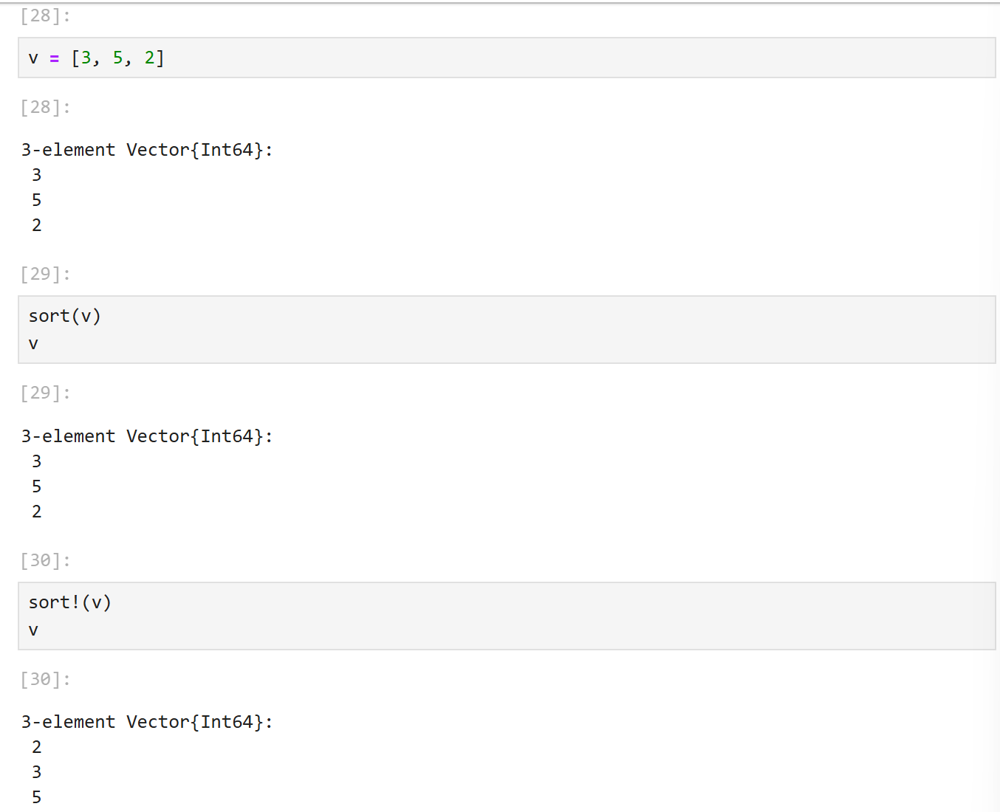 [28]:
v = [3, 5, 2]
[28]:
3-element Vector{Int64}:
 3
 5
 2
[29]:
sort(v)
v
[29]:
3-element Vector{Int64}:
 3
 5
 2
[30]:
sort!(v)
v
[30]:
3-element Vector{Int64}:
 2
 3
 5